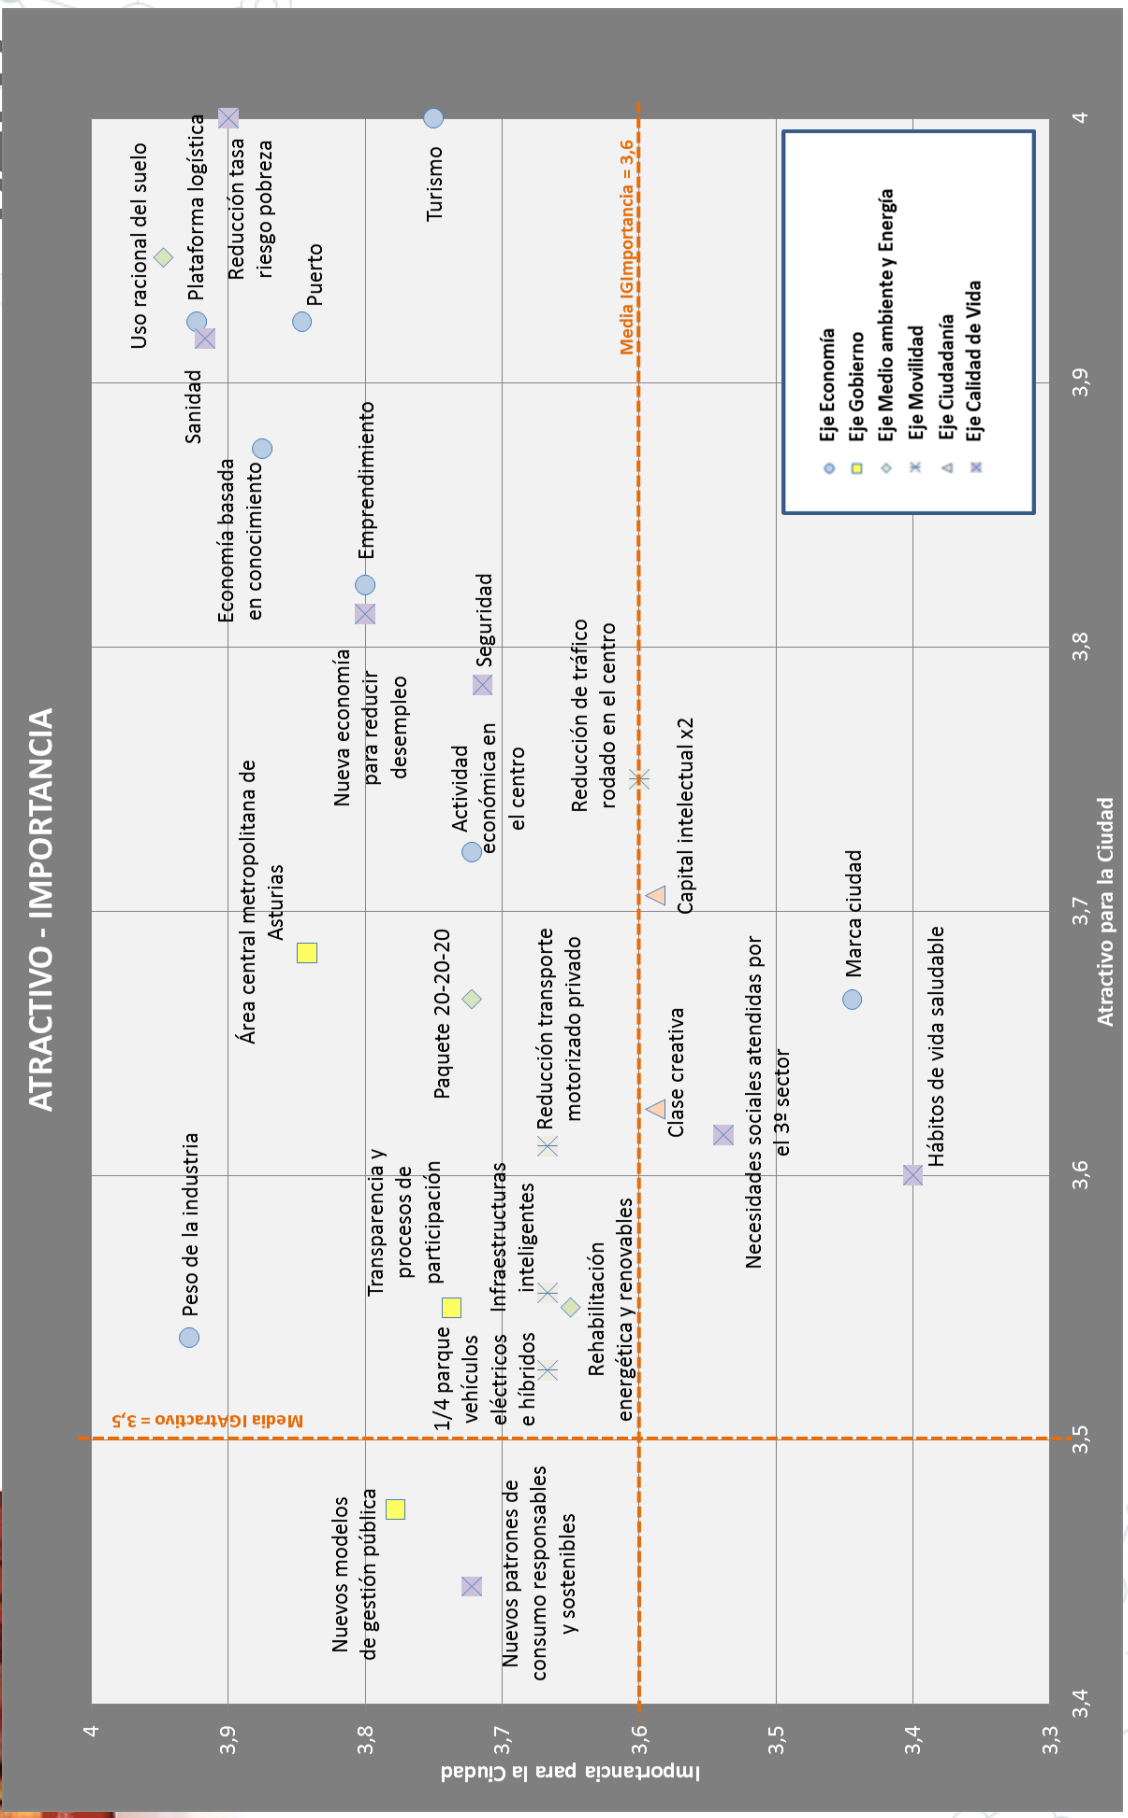 ATRACTIVO - IMPORTANCIA
Importancia para la Ciudad
4
3,9
3,8
3,7
3,6
3,5
3,4
3,3
Media IGAtractivo = 3,5
Nuevos modelos
de gestión pública
Nuevos patrones de
consumo responsables
y sostenibles
Peso de la industria
Transparencia y
procesos de
participación
1/4 parque
vehículos
eléctricos
e híbridos
Infraestructuras
inteligentes
Rehabilitación
energética y renovables
Área central metropolitana de
Asturias
Paquete 20-20-20
Reducción transporte
motorizado privado
Clase creativa
Necesidades sociales atendidas por
el 3º sector
Hábitos de vida saludable
Marca ciudad
Capital intelectual x2
Nueva economía
para reducir
desempleo
Actividad
económica en
el centro
Seguridad
Reducción de tráfico
rodado en el centro
Economía basada
en conocimiento
Emprendimiento
Sanidad
Uso racional del suelo
Plataforma logística
Reducción tasa
riesgo pobreza
Puerto
Turismo
Media IGImportancia = 3,6
Eje Economía
Eje Gobierno
Eje Medio ambiente y Energía
Eje Movilidad
Eje Ciudadanía
Eje Calidad de Vida
3,4
3,5
3,6
3,7
3,8
3,9
4
Atractivo para la Ciudad